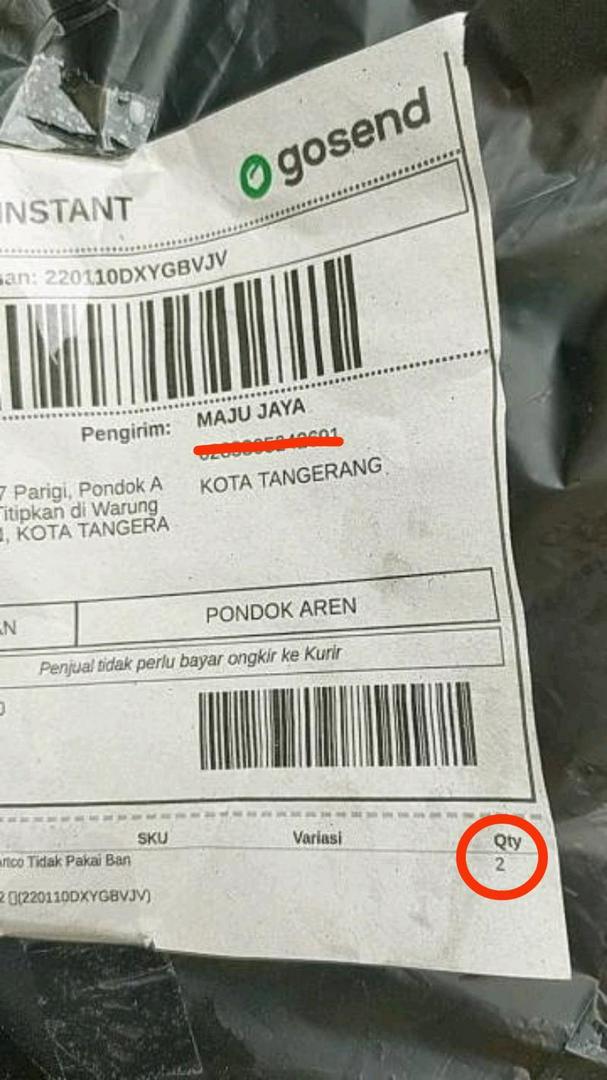 gosend
INSTANT
san: 220110DXYGBVJV
Pengirim: MAJU JAYA
KOTA TANGERANG
7 Parigi, Pondok A
Titipkan di Warung
, KOTA TANGERA
AN PONDOK AREN
Penjual tidak perlu bayar ongkir ke Kurir
SKU Variasi Qty
Tidak Pakai Ban 2
2 (220110DXYGBVJV)